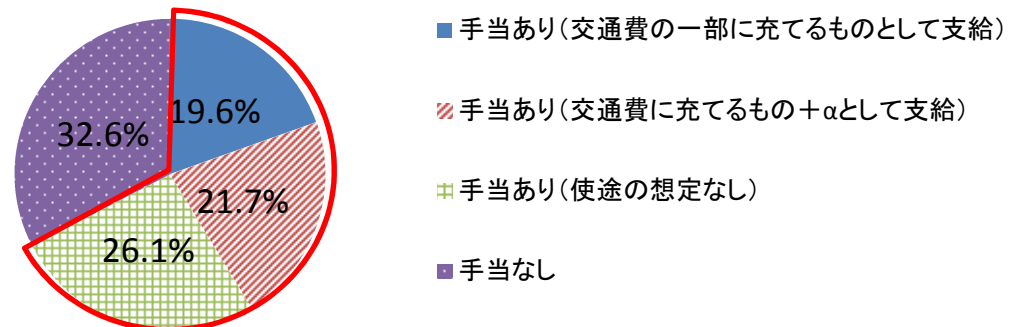 19.6%
21.7%
26.1%
32.6%
手当あり（交通費の一部に充てるものとして支給）
手当あり（交通費に充てるもの＋αとして支給）
手当あり（使途の想定なし）
手当なし